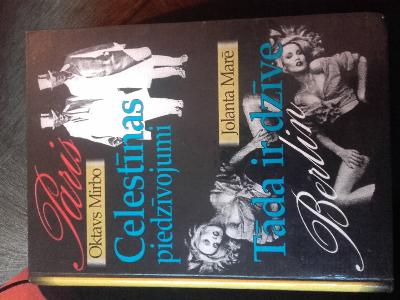 Paris
Oktavs Mirbo
Celestīnas
piedzīvojumi
Jolanta Marē
Tāda ir dzīve
Berlin